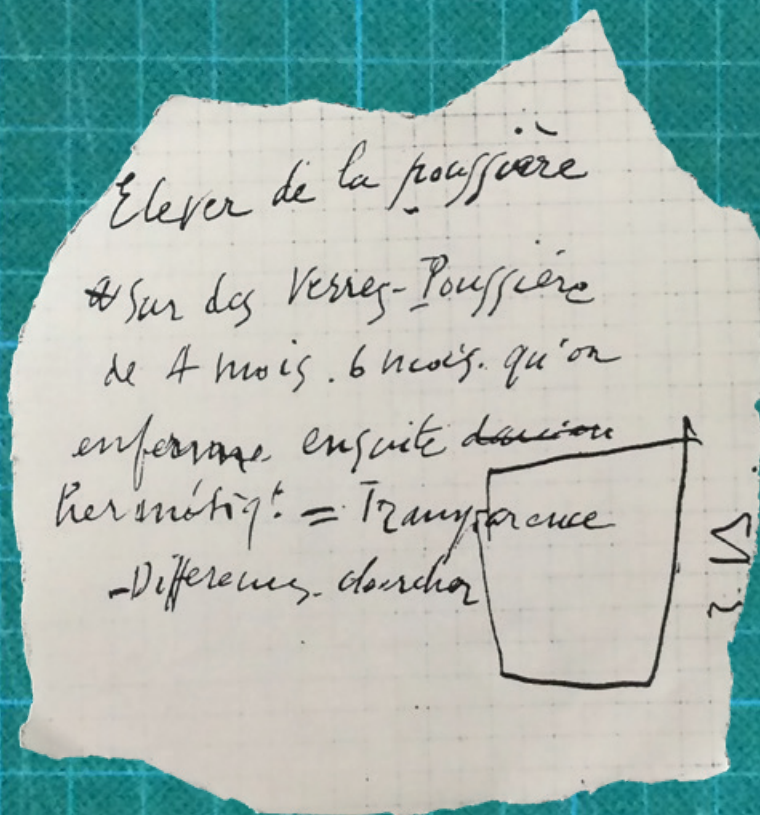 Elever de la poussière
Sur des Verres-Poussière
de 4 mois. 6 mois. qu'on
enferme ensuite
hermétiqt. = Transparence
-Différences. chercher